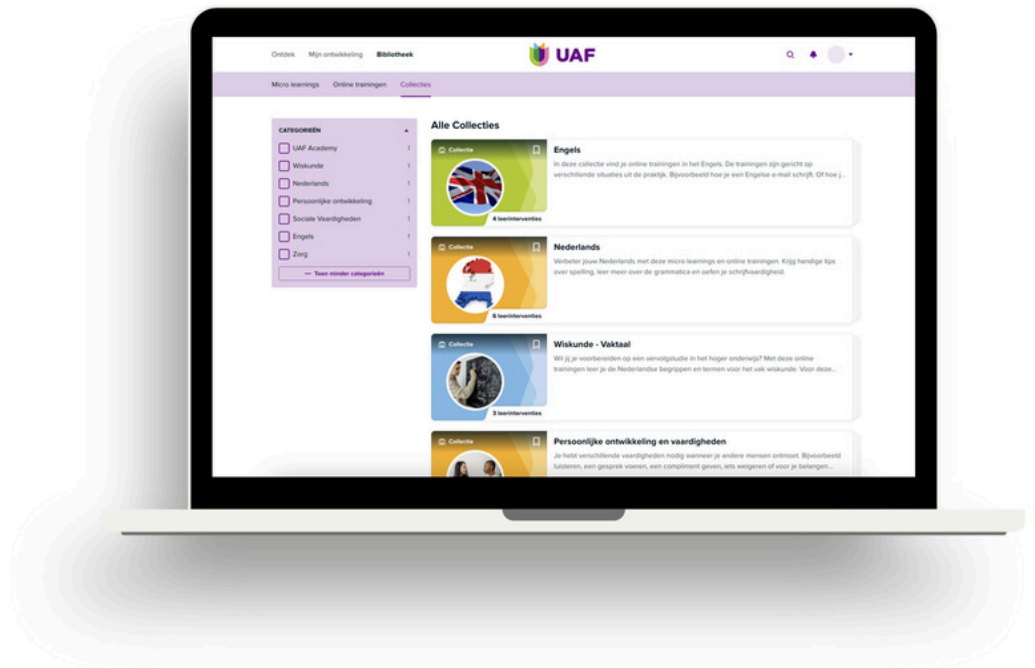 Ontdek Mijn ontwikkeling Bibliotheek UAF
Micro learnings Online trainingen Collecties
CATEGORIEËN
UAF Academy 1
Wiskunde 1
Nederlands 1
Persoonlijke ontwikkeling 1
Sociale Vaardigheden 1
Engels 1
Zorg 1
— Toon minder categorieën
Alle Collecties
Collectie
4 leerinterventies
Engels
In deze collectie vind je online trainingen in het Engels. De trainingen zijn gericht op
verschillende situaties uit de praktijk. Bijvoorbeeld hoe je een Engelse e-mail schrijft. Of hoe j...
Collectie
6 leerinterventies
Nederlands
Verbeter jouw Nederlands met deze micro learnings en online trainingen. Krijg handige tips
over spelling, leer meer over de grammatica en oefen je schrijfvaardigheid.
Collectie
3 leerinterventies
Wiskunde - Vaktaal
Wil jij je voorbereiden op een vervolgstudie in het hoger onderwijs? Met deze online
trainingen leer je de Nederlandse begrippen en termen voor het vak wiskunde. Voor deze...
Collectie
Persoonlijke ontwikkeling en vaardigheden
Je hebt verschillende vaardigheden nodig wanneer je andere mensen ontmoet. Bijvoorbeeld
luisteren, een gesprek voeren, een compliment geven, iets weigeren of voor je belangen...